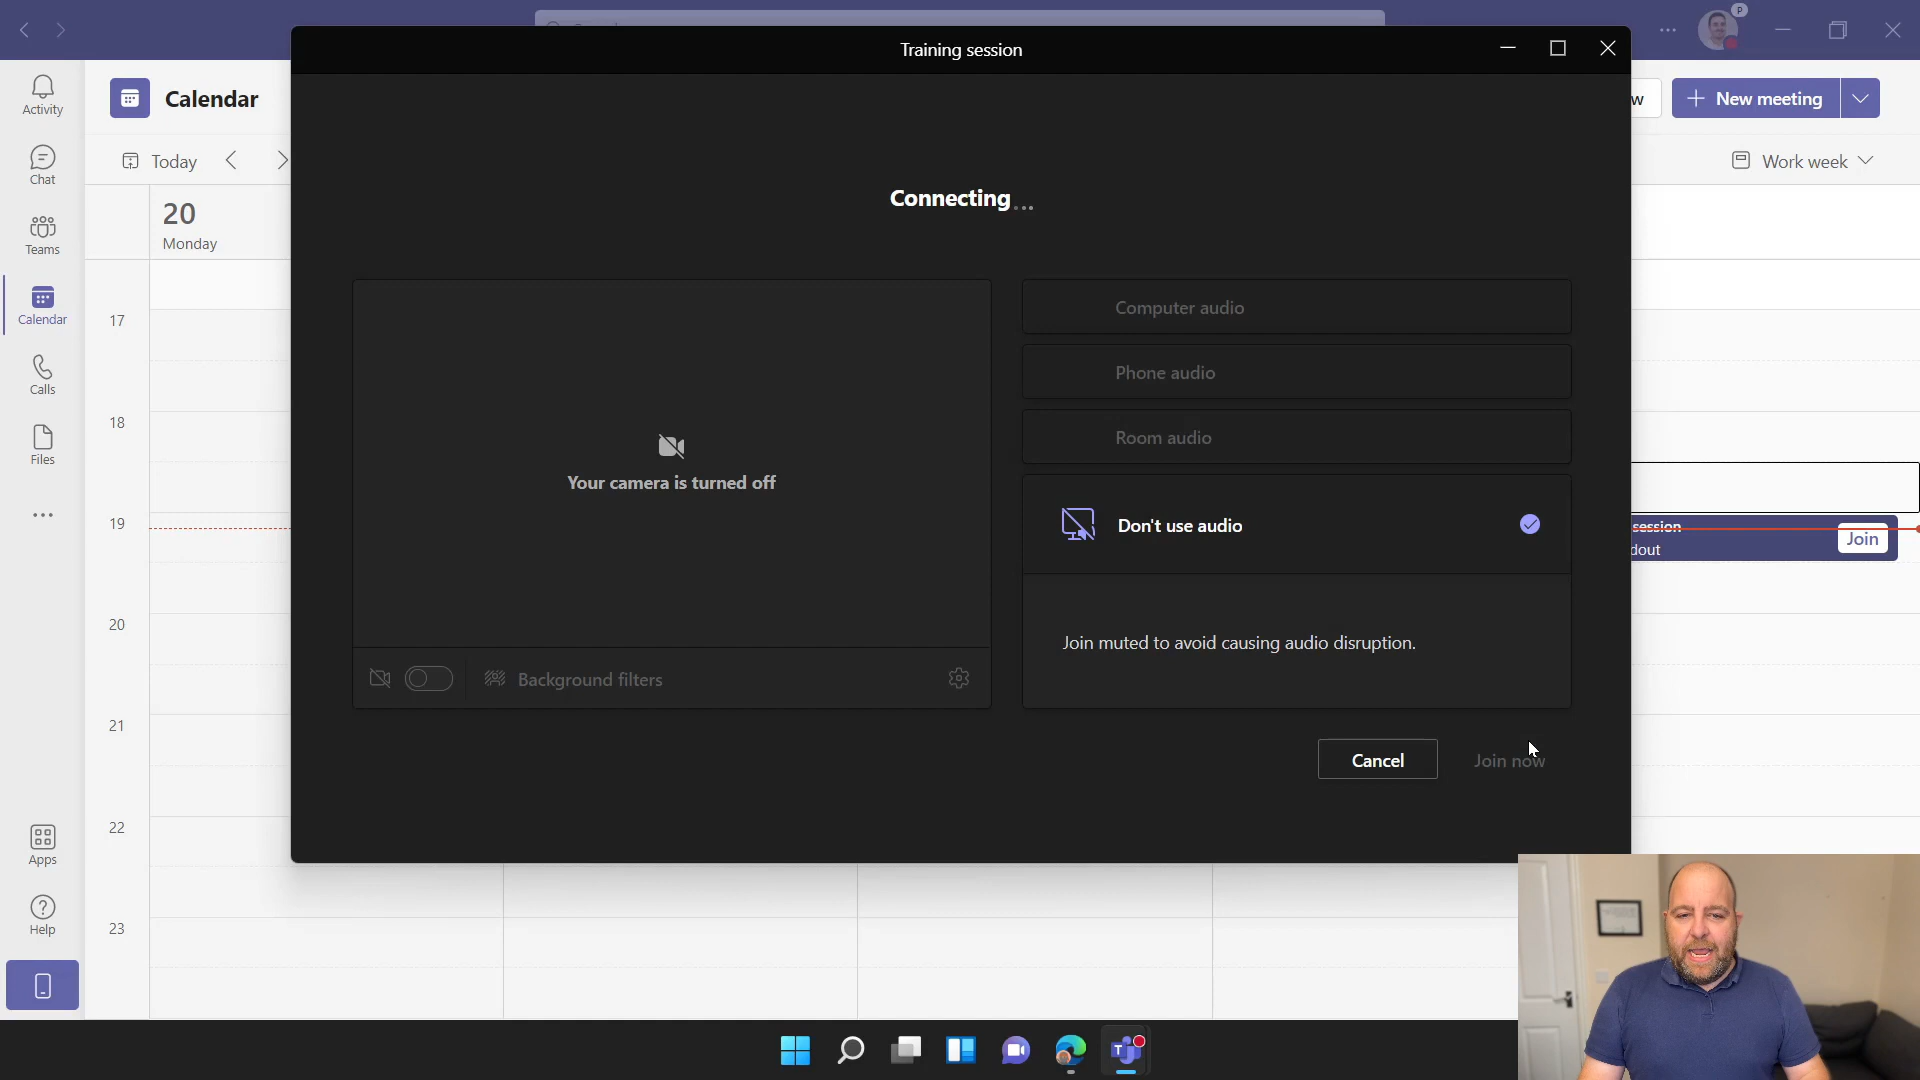 Training session
P
Activity
Calendar
w
New meeting
Chat
Today
Work week
Teams
20
Monday
Connecting...
Calendar
17
Computer audio
Phone audio
Calls
18
Room audio
Files
Your camera is turned off
19
Don't use audio
session
dout
Join
20
Join muted to avoid causing audio disruption.
Background filters
21
Cancel
Join now
22
Apps
Help
23
T